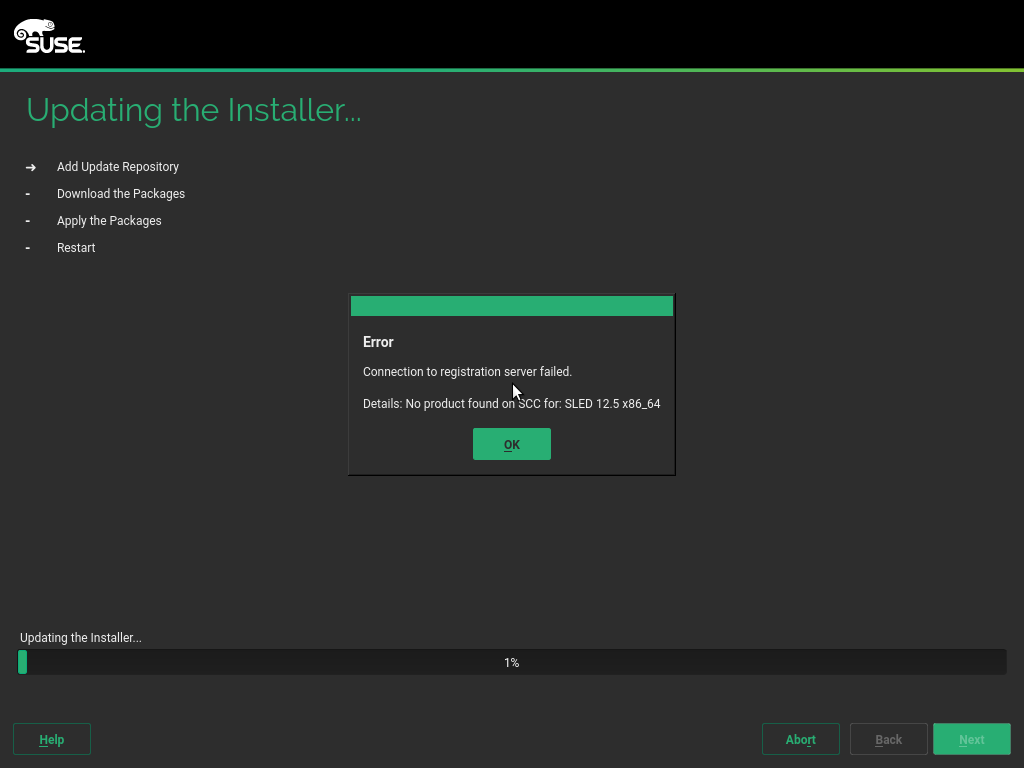 SUSE.
Updating the Installer...
➔ Add Update Repository
- Download the Packages
- Apply the Packages
- Restart
Error
Connection to registration server failed.
Details: No product found on SCC for: SLED 12.5 x86_64
OK
Updating the Installer...
1%
Help
Abort
Back
Next